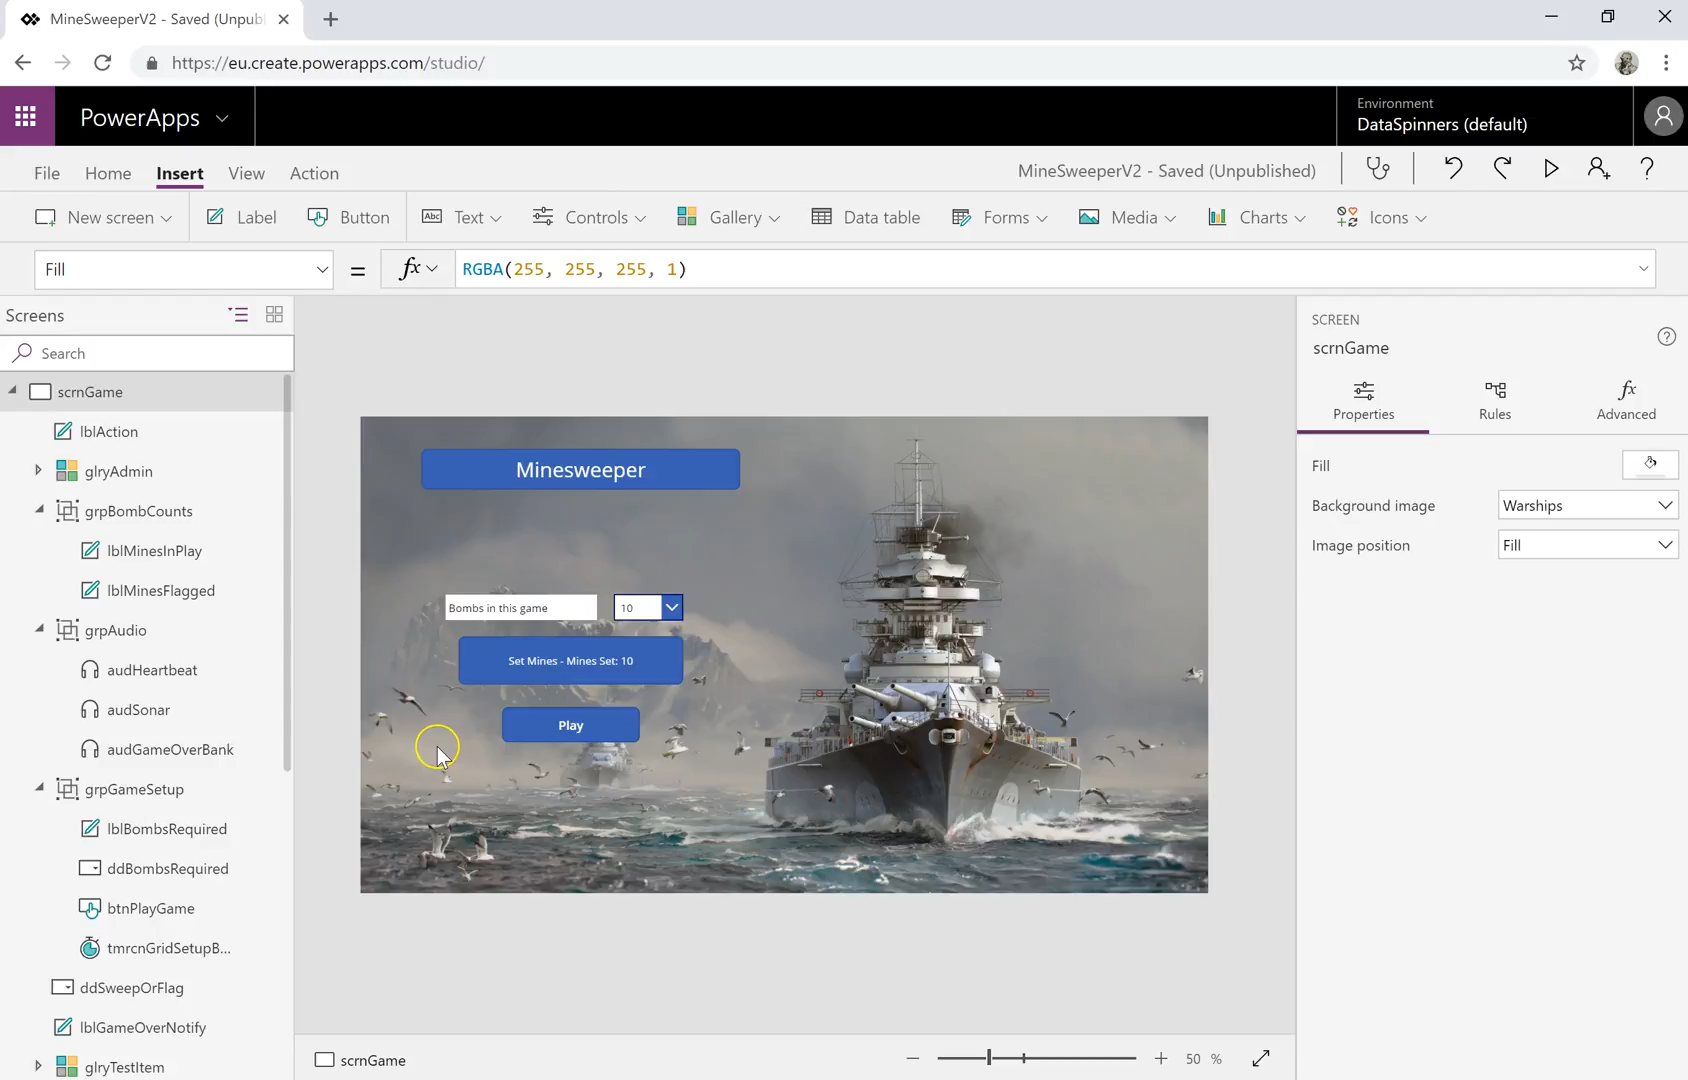 MineSweeperV2 - Saved (Unpubl
https://eu.create.powerapps.com/studio/
PowerApps
Environment
DataSpinners (default)
File Home Insert View Action
MineSweeperV2 - Saved (Unpublished)
New screen Label Button Text Controls Gallery Data table Forms Media Charts Icons
Abc
Fill = fx RGBA(255, 255, 255, 1)
Screens
Search
scrnGame
lblAction
glryAdmin
grpBombCounts
lblMinesInPlay
lblMinesFlagged
grpAudio
audHeartbeat
audSonar
audGameOverBank
grpGameSetup
lblBombsRequired
ddBombsRequired
btnPlayGame
tmrcnGridSetupB...
ddSweepOrFlag
lblGameOverNotify
glryTestItem
Minesweeper
Bombs in this game 10
Set Mines - Mines Set: 10
Play
scrnGame
50 %
SCREEN
scrnGame
Properties Rules Advanced
Fill
Background image Warships
Image position Fill